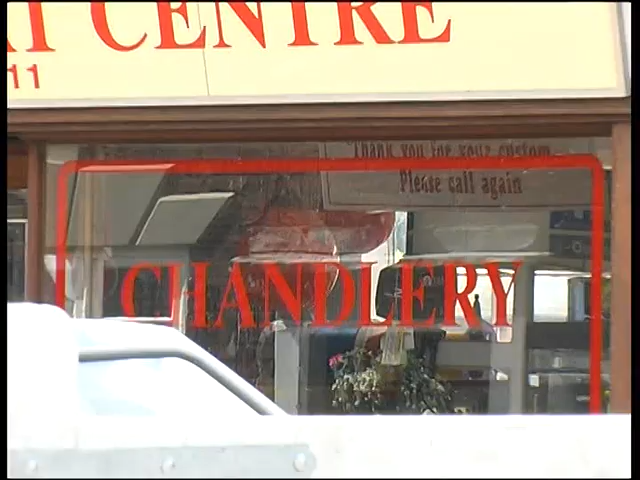 CENTRE
11
Thank you for your custom
Please call again
CHANDLERY